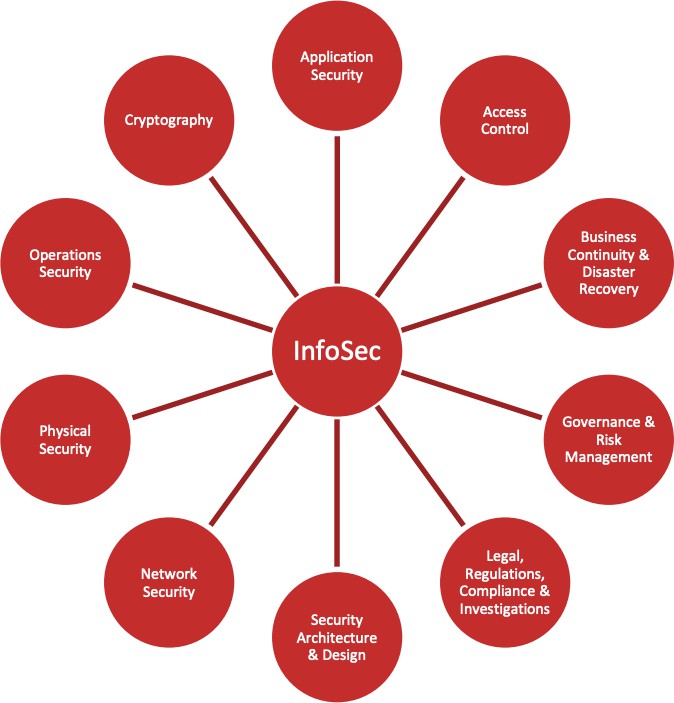 Application
Security
Access
Control
Business
Continuity &
Disaster
Recovery
Governance &
Risk
Management
Legal,
Regulations,
Compliance &
Investigations
Security
Architecture
& Design
Network
Security
Physical
Security
Operations
Security
Cryptography
InfoSec